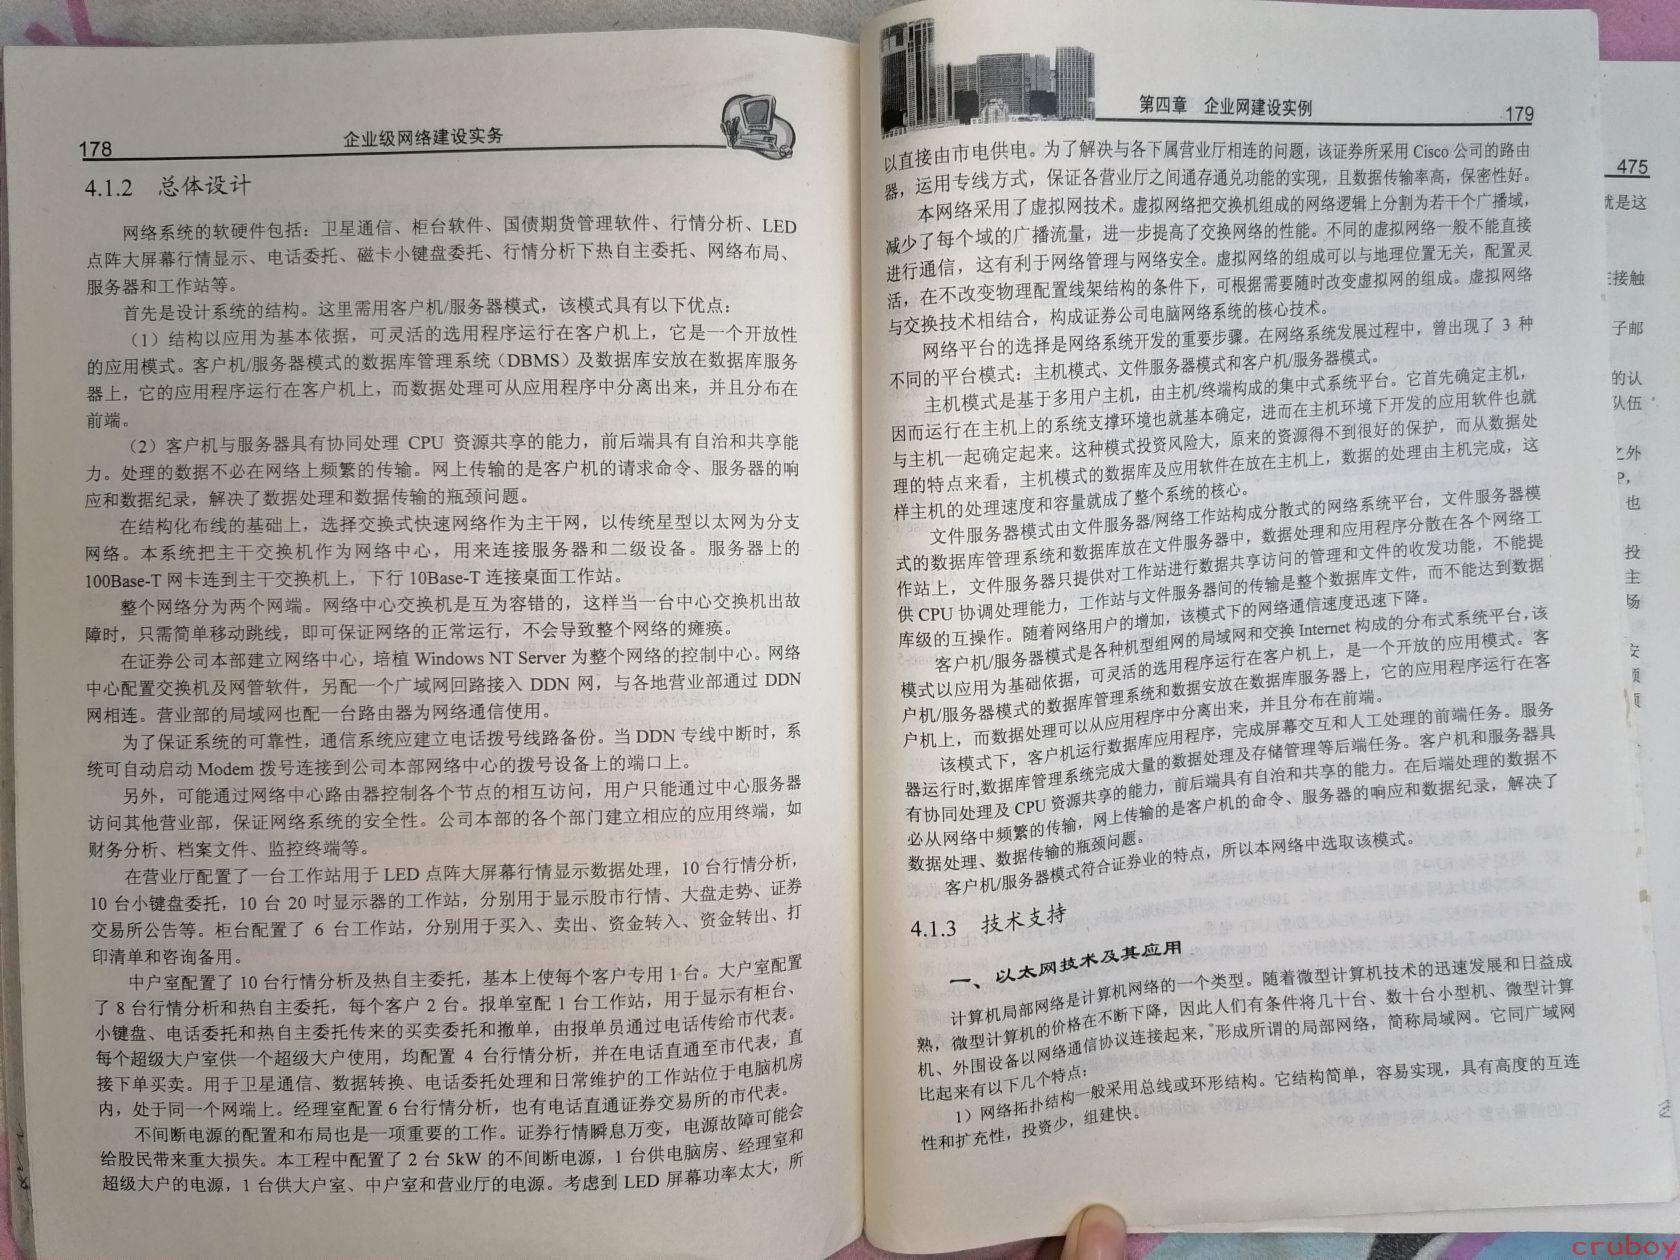 178
企业级网络建设实务
4.1.2 总体设计
网络系统的软硬件包括：卫星通信、柜台软件、国债期货管理软件、行情分析、LED
点阵大屏幕行情显示、电话委托、磁卡小键盘委托、行情分析下热自主委托、网络布局、
服务器和工作站等。
首先是设计系统的结构。这里需用客户机/服务器模式，该模式具有以下优点：
（1）结构以应用为基本依据，可灵活的选用程序运行在客户机上，它是一个开放性
的应用模式。客户机/服务器模式的数据库管理系统（DBMS）及数据库安放在数据库服务
器上，它的应用程序运行在客户机上，而数据处理可从应用程序中分离出来，并且分布在
前端。
（2）客户机与服务器具有协同处理 CPU 资源共享的能力，前后端具有自治和共享能
力。处理的数据不必在网络上频繁的传输。网上传输的是客户机的请求命令、服务器的响
应和数据纪录，解决了数据处理和数据传输的瓶颈问题。
在结构化布线的基础上，选择交换式快速网络作为主干网，以传统星型以太网为分支
网络。本系统把主干交换机作为网络中心，用来连接服务器和二级设备。服务器上的
100Base-T 网卡连到主干交换机上，下行 10Base-T 连接桌面工作站。
整个网络分为两个网端。网络中心交换机是互为容错的，这样当一台中心交换机出故
障时，只需简单移动跳线，即可保证网络的正常运行，不会导致整个网络的瘫痪。
在证券公司本部建立网络中心，培植 Windows NT Server 为整个网络的控制中心。网络
中心配置交换机及网管软件，另配一个广域网回路接入 DDN 网，与各地营业部通过 DDN
网相连。营业部的局域网也配一台路由器为网络通信使用。
为了保证系统的可靠性，通信系统应建立电话拨号线路备份。当 DDN 专线中断时，系
统可自动启动 Modem 拨号连接到公司本部网络中心的拨号设备上的端口上。
另外，可能通过网络中心路由器控制各个节点的相互访问，用户只能通过中心服务器
访问其他营业部，保证网络系统的安全性。公司本部的各个部门建立相应的应用终端，如
财务分析、档案文件、监控终端等。
在营业厅配置了一台工作站用于 LED 点阵大屏幕行情显示数据处理，10 台行情分析，
10 台小键盘委托，10 台 20 吋显示器的工作站，分别用于显示股市行情、大盘走势、证券
交易所公告等。柜台配置了 6 台工作站，分别用于买入、卖出、资金转入、资金转出、打
印清单和咨询备用。
中户室配置了 10 台行情分析及热自主委托，基本上使每个客户专用 1 台。大户室配置
了 8 台行情分析和热自主委托，每个客户 2 台。报单室配 1 台工作站，用于显示有柜台、
小键盘、电话委托和热自主委托传来的买卖委托和撤单，由报单员通过电话传给市代表。
每个超级大户室供一个超级大户使用，均配置 4 台行情分析，并在电话直通至市代表，直
接下单买卖。用于卫星通信、数据转换、电话委托处理和日常维护的工作站位于电脑机房
内，处于同一个网端上。经理室配置 6 台行情分析，也有电话直通证券交易所的市代表。
不间断电源的配置和布局也是一项重要的工作。证券行情瞬息万变，电源故障可能会
给股民带来重大损失。本工程中配置了 2 台 5kW 的不间断电源，1 台供电脑房、经理室和
超级大户的电源，1 台供大户室、中户室和营业厅的电源。考虑到 LED 屏幕功率太大，所
第四章 企业网建设实例
179
以直接由市电供电。为了解决与各下属营业厅相连的问题，该证券所采用 Cisco 公司的路由
器，运用专线方式，保证各营业厅之间通存通兑功能的实现，且数据传输率高，保密性好。
本网络采用了虚拟网技术。虚拟网络把交换机组成的网络逻辑上分割为若干个广播域，
减少了每个域的广播流量，进一步提高了交换网络的性能。不同的虚拟网络一般不能直接
进行通信，这有利于网络管理与网络安全。虚拟网络的组成可以与地理位置无关，配置灵
活，在不改变物理配置线架结构的条件下，可根据需要随时改变虚拟网的组成。虚拟网络
与交换技术相结合，构成证券公司电脑网络系统的核心技术。
网络平台的选择是网络系统开发的重要步骤。在网络系统发展过程中，曾出现了 3 种
不同的平台模式：主机模式、文件服务器模式和客户机/服务器模式。
主机模式是基于多用户主机，由主机/终端构成的集中式系统平台。它首先确定主机，
因而运行在主机上的系统支撑环境也就基本确定，进而在主机环境下开发的应用软件也就
与主机一起确定起来。这种模式投资风险大，原来的资源得不到很好的保护，而从数据处
理的特点来看，主机模式的数据库及应用软件在放在主机上，数据的处理由主机完成，这
样主机的处理速度和容量就成了整个系统的核心。
文件服务器模式由文件服务器/网络工作站构成分散式的网络系统平台，文件服务器模
式的数据库管理系统和数据库放在文件服务器中，数据处理和应用程序分散在各个网络工
作站上，文件服务器只提供对工作站进行数据共享访问的管理和文件的收发功能，不能提
供 CPU 协调处理能力，工作站与文件服务器间的传输是整个数据库文件，而不能达到数据
库级的互操作。随着网络用户的增加，该模式下的网络通信速度迅速下降。
客户机/服务器模式是各种机型组网的局域网和交换 Internet 构成的分布式系统平台，该
模式以应用为基础依据，可灵活的选用程序运行在客户机上，是一个开放的应用模式。客
户机/服务器模式的数据库管理系统和数据安放在数据库服务器上，它的应用程序运行在客
户机上，而数据处理可以从应用程序中分离出来，并且分布在前端。
该模式下，客户机运行数据库应用程序，完成屏幕交互和人工处理的前端任务。服务
器运行时，数据库管理系统完成大量的数据处理及存储管理等后端任务。客户机和服务器具
有协同处理及 CPU 资源共享的能力，前后端具有自治和共享的能力。在后端处理的数据不
必从网络中频繁的传输，网上传输的是客户机的命令、服务器的响应和数据纪录，解决了
数据处理、数据传输的瓶颈问题。
客户机/服务器模式符合证券业的特点，所以本网络中选取该模式。
4.1.3 技术支持
一、以太网技术及其应用
计算机局部网络是计算机网络的一个类型。随着微型计算机技术的迅速发展和日益成
熟，微型计算机的价格在不断下降，因此人们有条件将几十台、数十台小型机、微型计算
机、外围设备以网络通信协议连接起来，形成所谓的局部网络，简称局域网。它同广域网
比起来有以下几个特点：
1）网络拓扑结构一般采用总线或环形结构。它结构简单，容易实现，具有高度的互连
性和扩充性，投资少，组建快。
475
就是这
接触
子邮
的认
队伍
之外
P，
也
投
主
场
cruboy